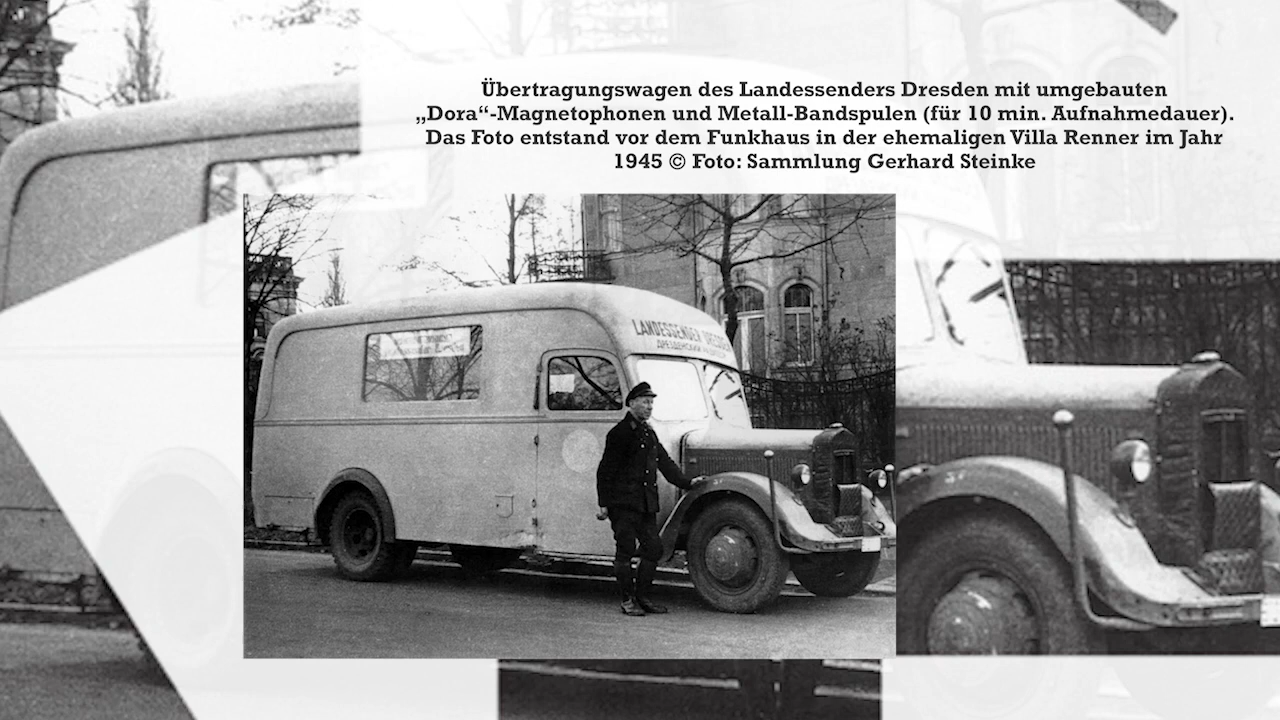 Übertragungswagen des Landessenders Dresden mit umgebauten
„Dora“-Magnetophonen und Metall-Bandspulen (für 10 min. Aufnahmedauer).
Das Foto entstand vor dem Funkhaus in der ehemaligen Villa Renner im Jahr
1945 © Foto: Sammlung Gerhard Steinke
LANDESSENDER DRESDEN
ДРЕЗДЕНСКИЙ